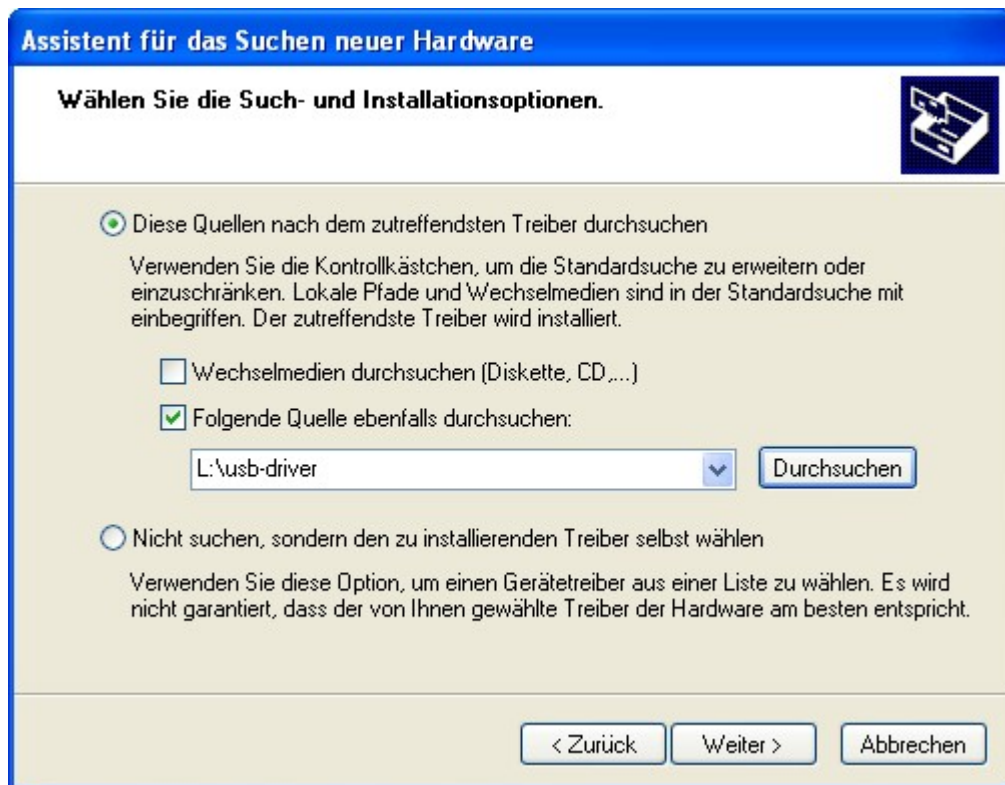 Assistent für das Suchen neuer Hardware
Wählen Sie die Such- und Installationsoptionen.
Diese Quellen nach dem zutreffendsten Treiber durchsuchen
Verwenden Sie die Kontrollkästchen, um die Standardsuche zu erweitern oder
einzuschränken. Lokale Pfade und Wechselmedien sind in der Standardsuche mit
einbegriffen. Der zutreffendste Treiber wird installiert.
Wechselmedien durchsuchen (Diskette, CD,...)
Folgende Quelle ebenfalls durchsuchen:
L:\usb-driver Durchsuchen
Nicht suchen, sondern den zu installierenden Treiber selbst wählen
Verwenden Sie diese Option, um einen Gerätetreiber aus einer Liste zu wählen. Es wird
nicht garantiert, dass der von Ihnen gewählte Treiber der Hardware am besten entspricht.
< Zurück Weiter > Abbrechen